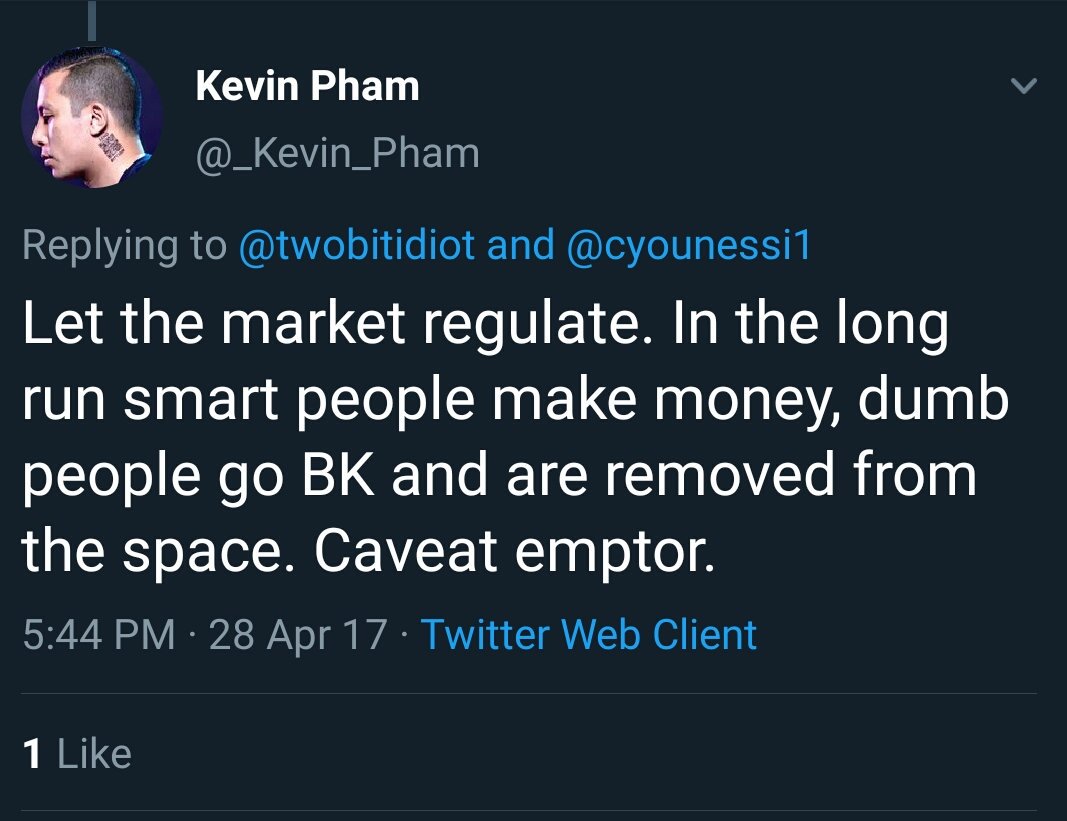 Kevin Pham
@_Kevin_Pham
Replying to @twobitidiot and @cyounessi1
Let the market regulate. In the long
run smart people make money, dumb
people go BK and are removed from
the space. Caveat emptor.
5:44 PM · 28 Apr 17 · Twitter Web Client
1 Like